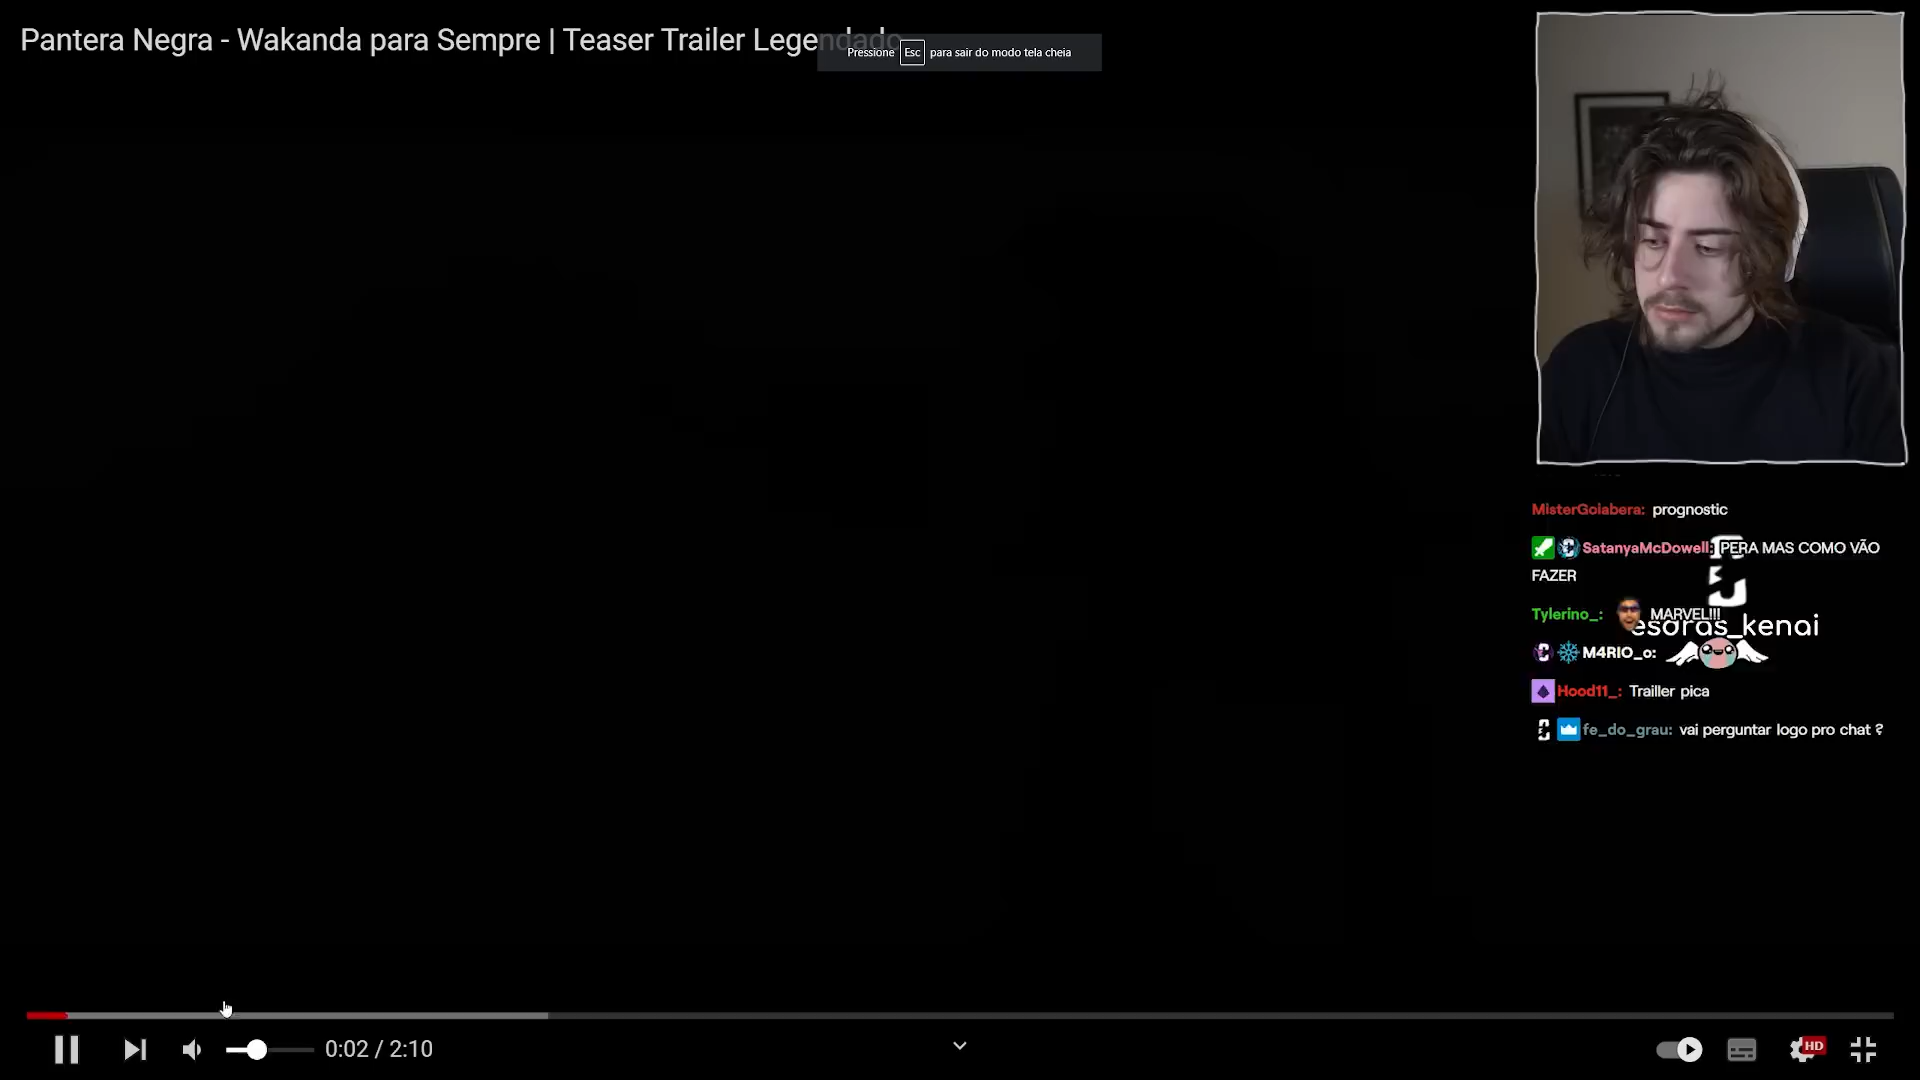 Pantera Negra - Wakanda para Sempre | Teaser Trailer Legendado
Pressione Esc para sair do modo tela cheia
MisterGoiabera: prognostic
SatanyaMcDowell: PERA MAS COMO VÃO
FAZER
Tylerino_: MARVEL!!!
esdras_kenai
M4RIO_o:
Hood11_: Trailler pica
fe_do_grau: vai perguntar logo pro chat ?
0:02 / 2:10
HD